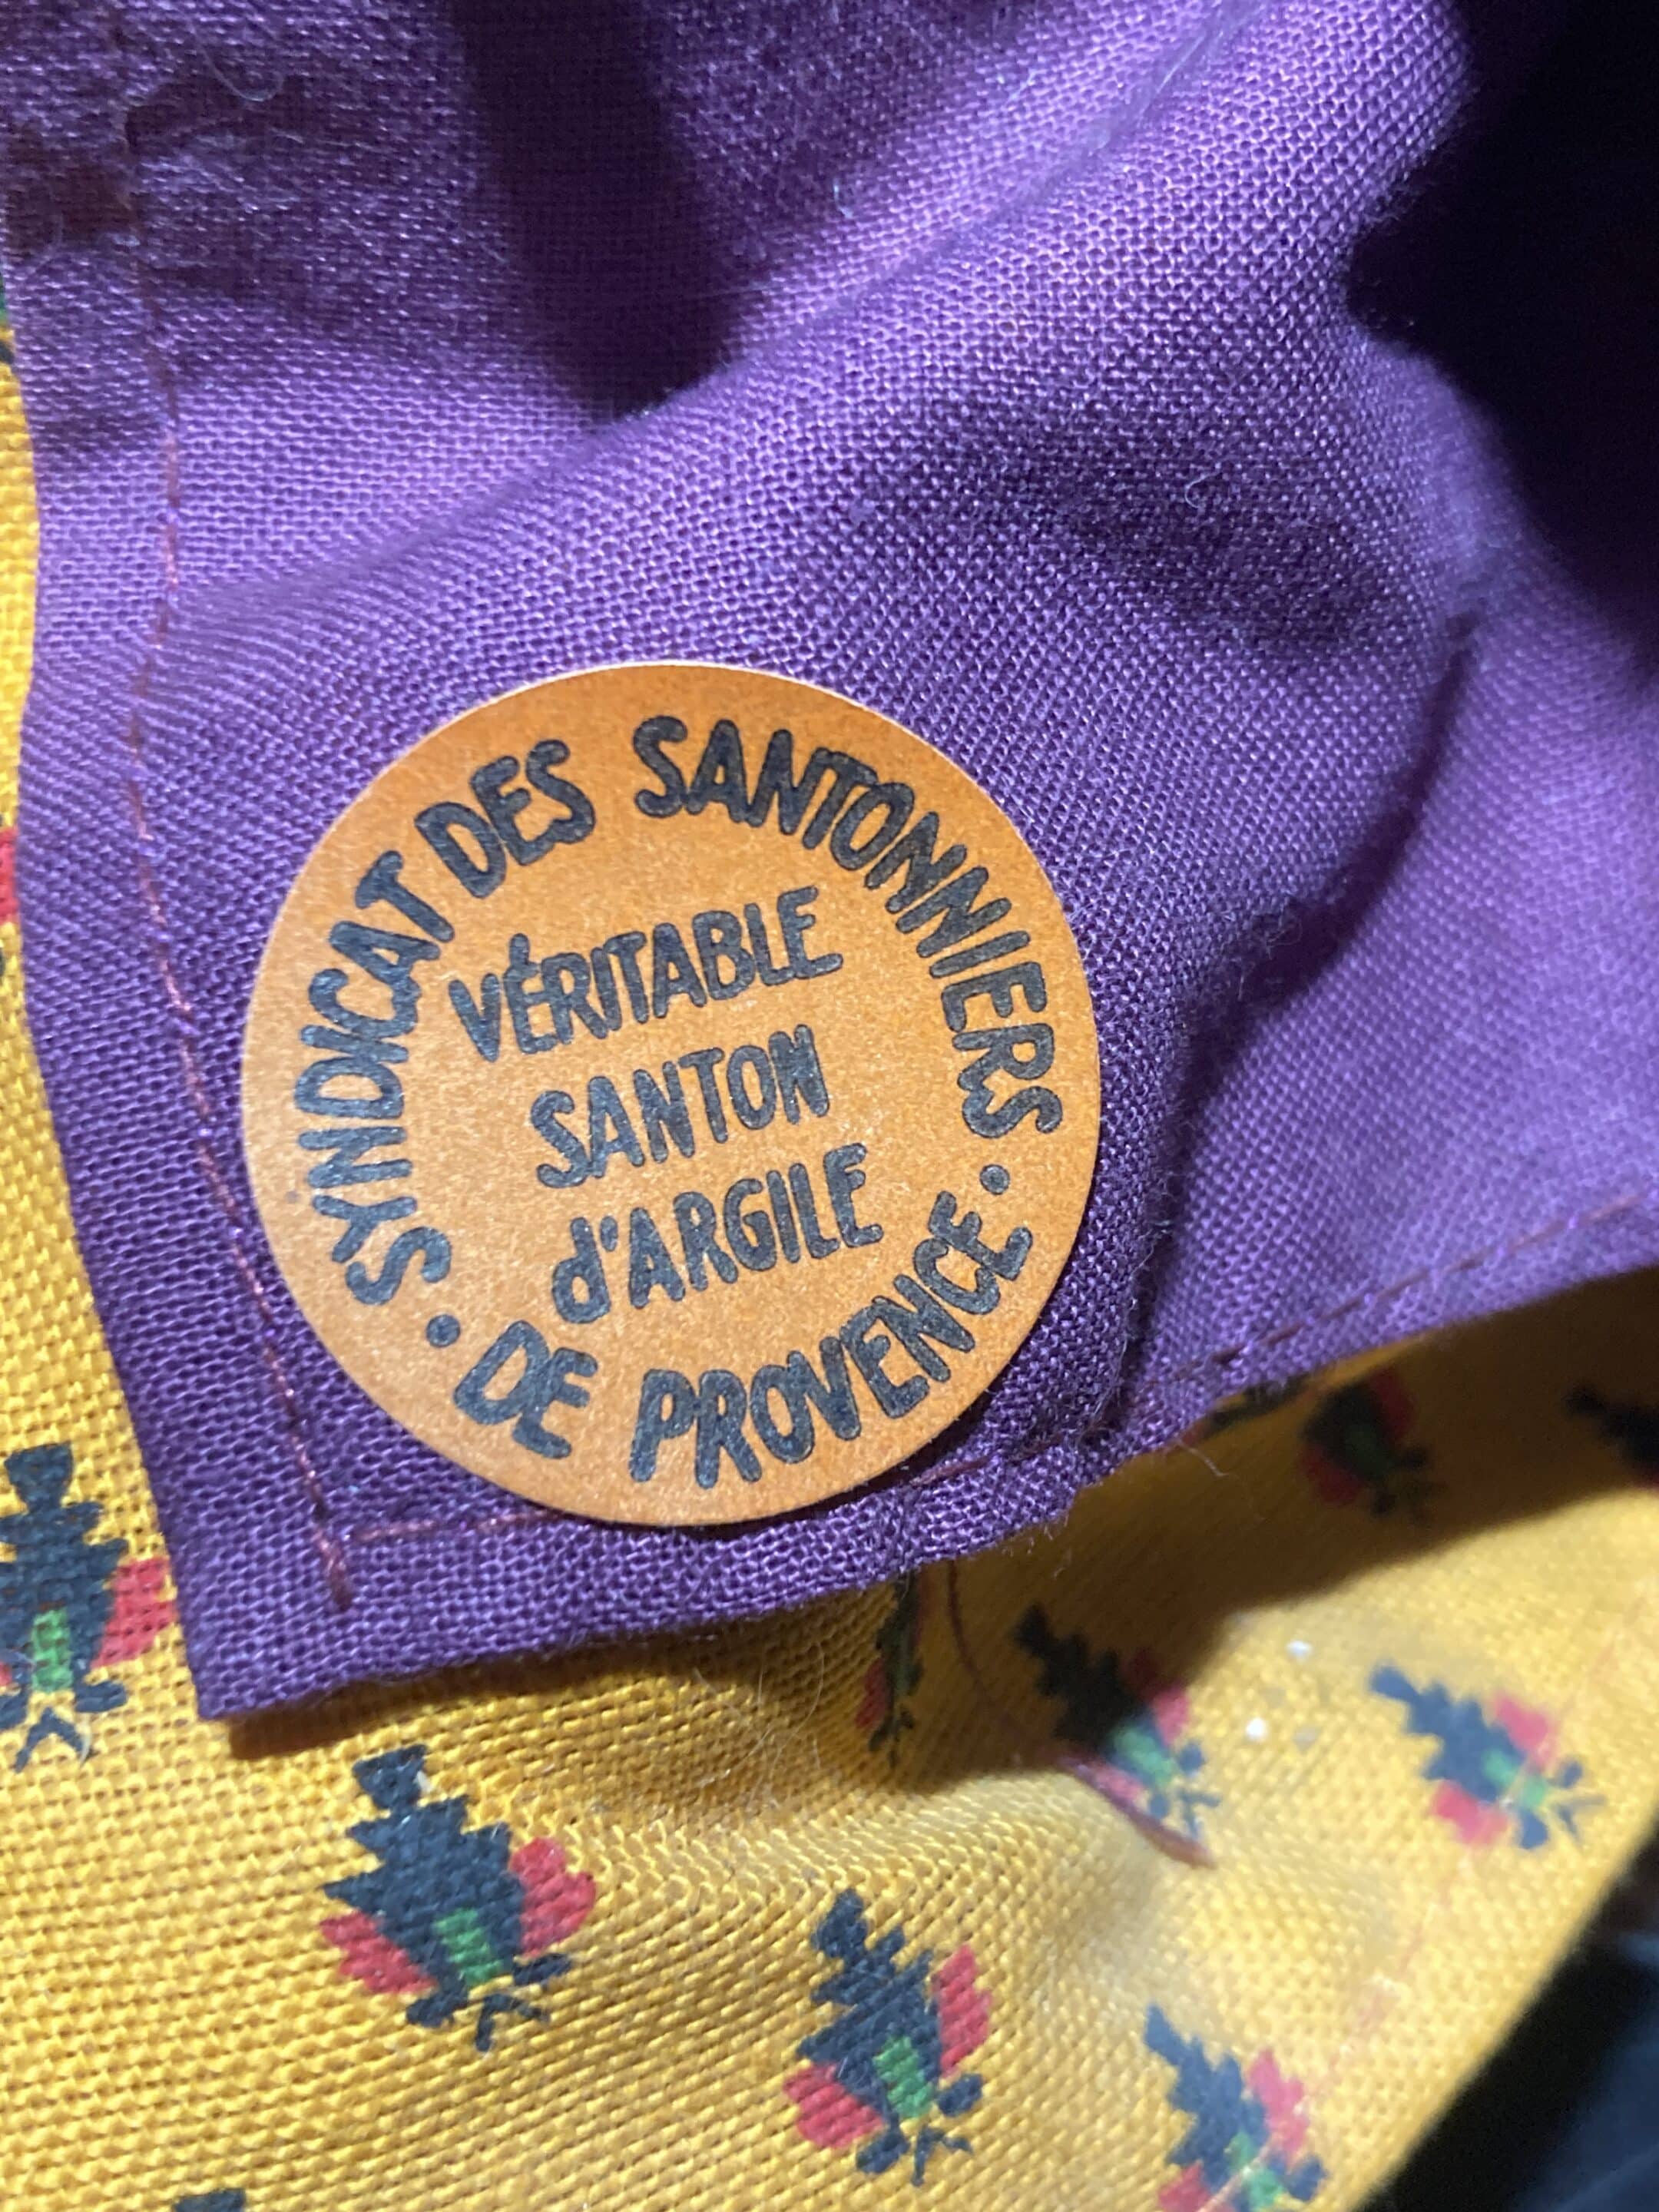 SYNDICAT DES SANTONNIERS
VÉRITABLE
SANTON
d'ARGILE
• DE PROVENCE •